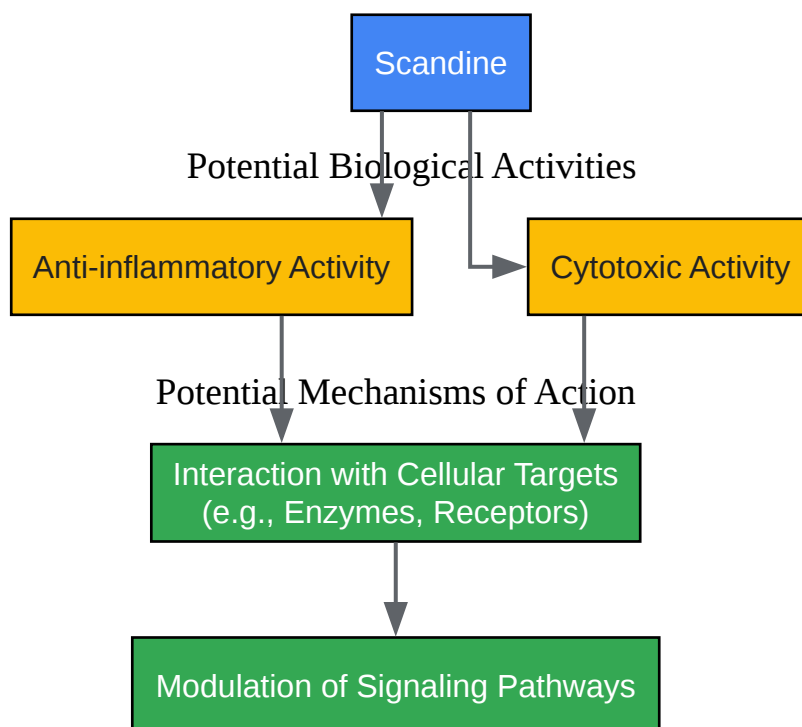 Scandine
Potential Biological Activities
Anti-inflammatory Activity
Cytotoxic Activity
Potential Mechanisms of Action
Interaction with Cellular Targets
(e.g., Enzymes, Receptors)
Modulation of Signaling Pathways